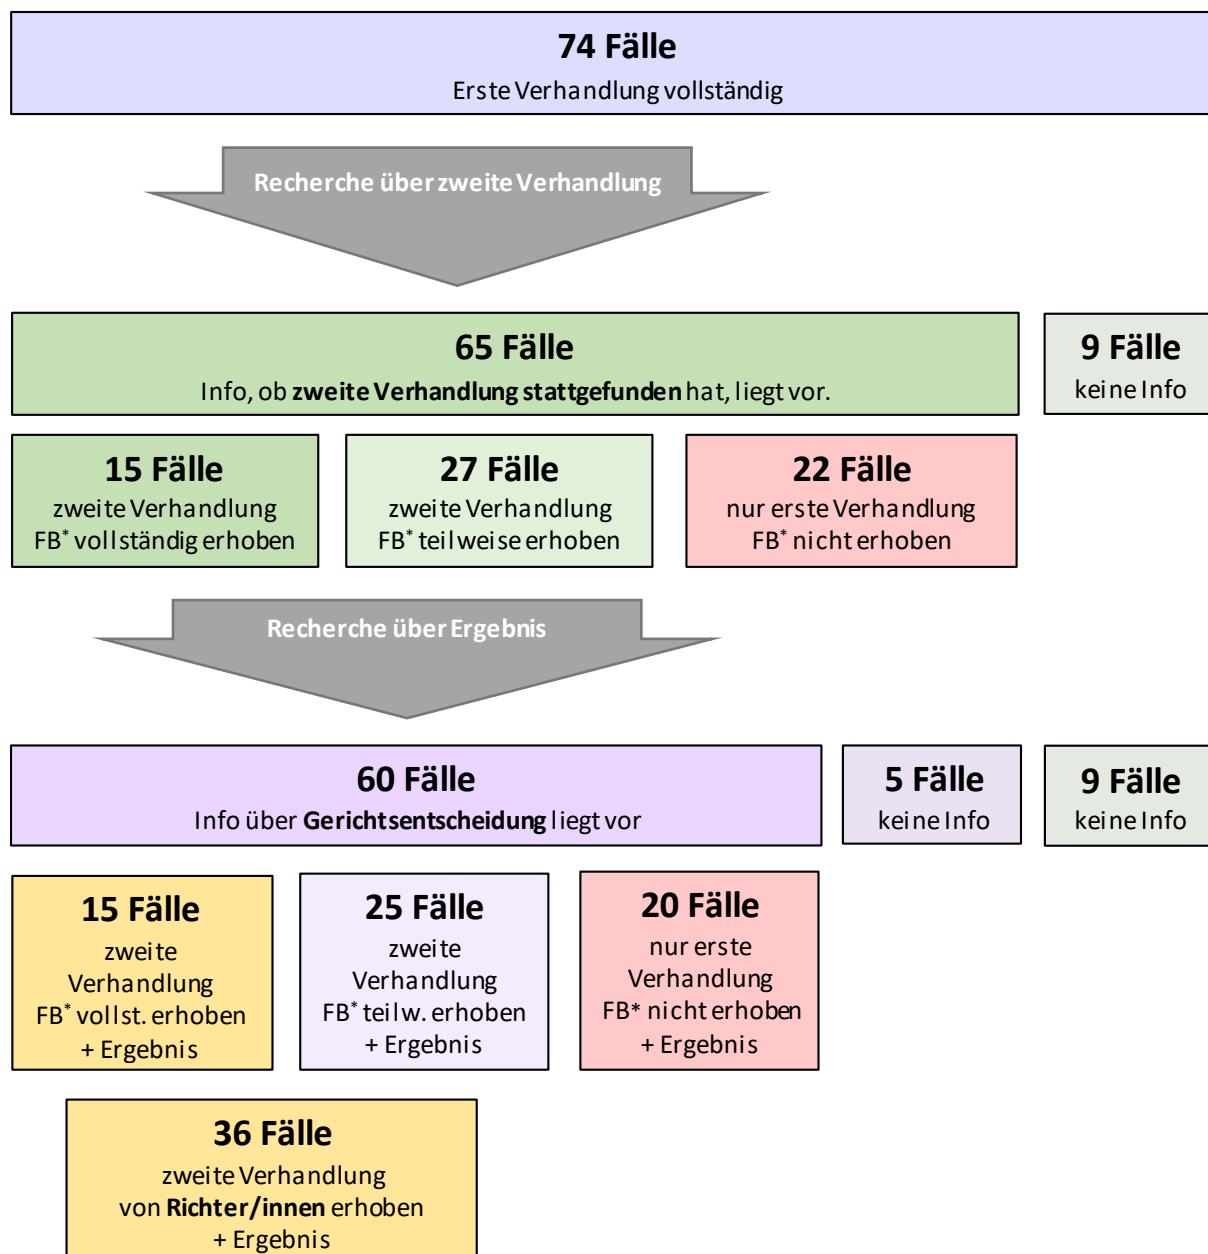 74 Fälle
Erste Verhandlung vollständig
Recherche über zweite Verhandlung
65 Fälle
Info, ob zweite Verhandlung stattgefunden hat, liegt vor.
9 Fälle
keine Info
15 Fälle
zweite Verhandlung
FB* vollständig erhoben
27 Fälle
zweite Verhandlung
FB* teilweise erhoben
22 Fälle
nur erste Verhandlung
FB* nicht erhoben
Recherche über Ergebnis
60 Fälle
Info über Gerichtsentscheidung liegt vor
5 Fälle
keine Info
9 Fälle
keine Info
15 Fälle
zweite
Verhandlung
FB* vollst. erhoben
+ Ergebnis
25 Fälle
zweite
Verhandlung
FB* teilw. erhoben
+ Ergebnis
20 Fälle
nur erste
Verhandlung
FB* nicht erhoben
+ Ergebnis
36 Fälle
zweite Verhandlung
von Richter/innen erhoben
+ Ergebnis